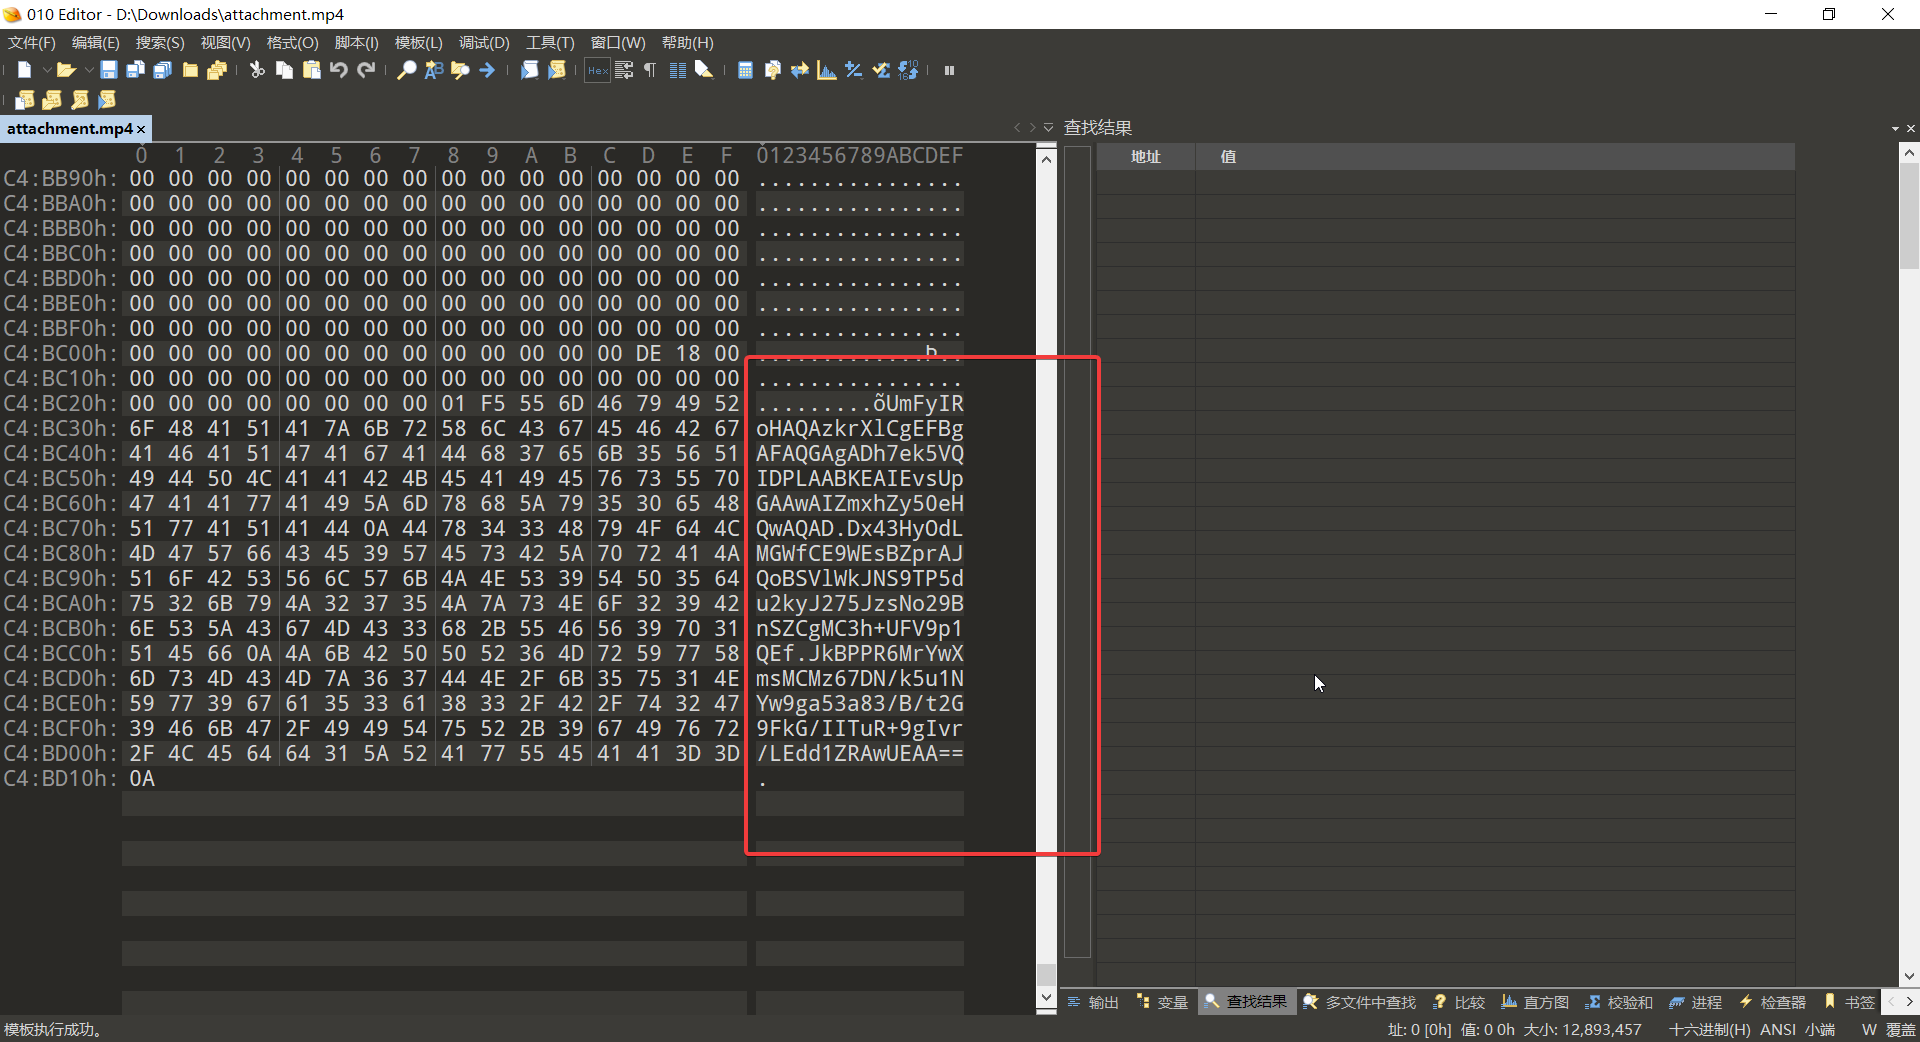 010 Editor - D:\Downloads\attachment.mp4
文件(F) 编辑(E) 搜索(S) 视图(V) 格式(O) 脚本(I) 模板(L) 调试(D) 工具(T) 窗口(W) 帮助(H)
Hex
attachment.mp4
查找结果
0 1 2 3 4 5 6 7 8 9 A B C D E F 0123456789ABCDEF
地址 值
C4:BB90h: 00 00 00 00 00 00 00 00 00 00 00 00 00 00 00 00 ................
C4:BBA0h: 00 00 00 00 00 00 00 00 00 00 00 00 00 00 00 00 ................
C4:BBB0h: 00 00 00 00 00 00 00 00 00 00 00 00 00 00 00 00 ................
C4:BBC0h: 00 00 00 00 00 00 00 00 00 00 00 00 00 00 00 00 ................
C4:BBD0h: 00 00 00 00 00 00 00 00 00 00 00 00 00 00 00 00 ................
C4:BBE0h: 00 00 00 00 00 00 00 00 00 00 00 00 00 00 00 00 ................
C4:BBF0h: 00 00 00 00 00 00 00 00 00 00 00 00 00 00 00 00 ................
C4:BC00h: 00 00 00 00 00 00 00 00 00 00 00 00 00 DE 18 00 .............Þ..
C4:BC10h: 00 00 00 00 00 00 00 00 00 00 00 00 00 00 00 00 ................
C4:BC20h: 00 00 00 00 00 00 00 00 01 F5 55 6D 46 79 49 52 .........õUmFyIR
C4:BC30h: 6F 48 41 51 41 7A 6B 72 58 6C 43 67 45 46 42 67 oHAQAzkrXlCgEFBg
C4:BC40h: 41 46 41 51 47 41 67 41 44 68 37 65 6B 35 56 51 AFAQGAgADh7ek5VQ
C4:BC50h: 49 44 50 4C 41 41 42 4B 45 41 49 45 76 73 55 70 IDPLAABKEAIEvsUp
C4:BC60h: 47 41 41 77 41 49 5A 6D 78 68 5A 79 35 30 65 48 GAAwAIZmxhZy50eH
C4:BC70h: 51 77 41 51 41 44 0A 44 78 34 33 48 79 4F 64 4C QwAQAD.Dx43HyOdL
C4:BC80h: 4D 47 57 66 43 45 39 57 45 73 42 5A 70 72 41 4A MGWfCE9WEsBZprAJ
C4:BC90h: 51 6F 42 53 56 6C 57 6B 4A 4E 53 39 54 50 35 64 QoBSVlWkJNS9TP5d
C4:BCA0h: 75 32 6B 79 4A 32 37 35 4A 7A 73 4E 6F 32 39 42 u2kyJ275JzsNo29B
C4:BCB0h: 6E 53 5A 43 67 4D 43 33 68 2B 55 46 56 39 70 31 nSZCgMC3h+UFV9p1
C4:BCC0h: 51 45 66 0A 4A 6B 42 50 50 52 36 4D 72 59 77 58 QEf.JkBPPR6MrYwX
C4:BCD0h: 6D 73 4D 43 4D 7A 36 37 44 4E 2F 6B 35 75 31 4E msMCMz67DN/k5u1N
C4:BCE0h: 59 77 39 67 61 35 33 61 38 33 2F 42 2F 74 32 47 Yw9ga53a83/B/t2G
C4:BCF0h: 39 46 6B 47 2F 49 49 54 75 52 2B 39 67 49 76 72 9FkG/IITuR+9gIvr
C4:BD00h: 2F 4C 45 64 64 31 5A 52 41 77 55 45 41 41 3D 3D /LEdd1ZRAwUEAA==
C4:BD10h: 0A .
输出 变量 查找结果 多文件中查找 比较 直方图 校验和 进程 检查器 书签
模板执行成功。 址: 0 [0h] 值: 0 0h 大小: 12,893,457 十六进制(H) ANSI 小端 W 覆盖